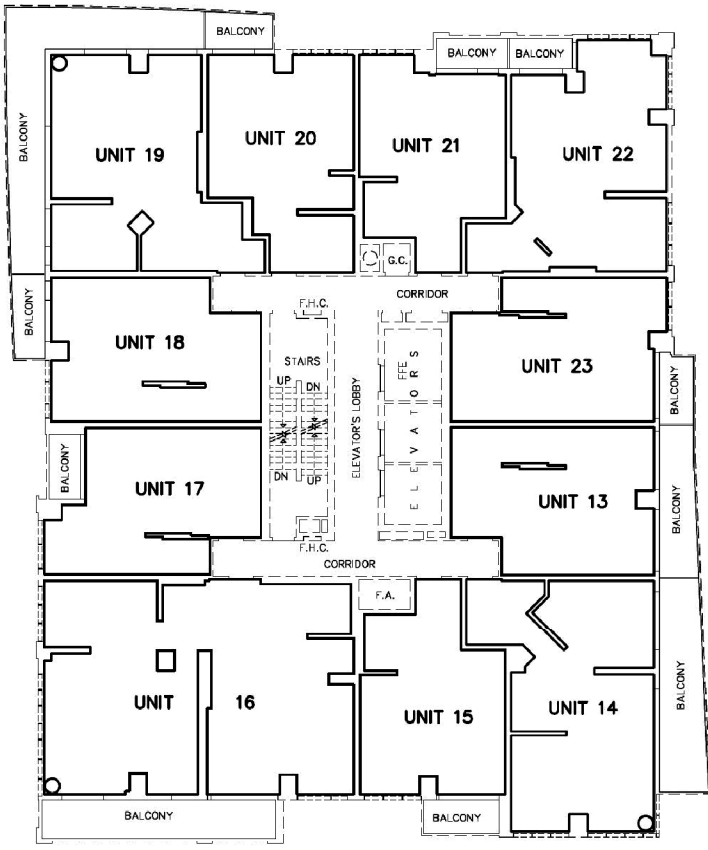 BALCONY
BALCONY
BALCONY
BALCONY
UNIT 19
UNIT 20
UNIT 21
UNIT 22
G.C.
CORRIDOR
BALCONY
F.H.C.
UNIT 18
STAIRS
UP
DN
ELEVATOR'S LOBBY
FFE
ELEVATORS
UNIT 23
BALCONY
BALCONY
UNIT 17
DN
UP
UNIT 13
BALCONY
F.H.C.
CORRIDOR
F.A.
UNIT 16
UNIT 15
UNIT 14
BALCONY
BALCONY
BALCONY